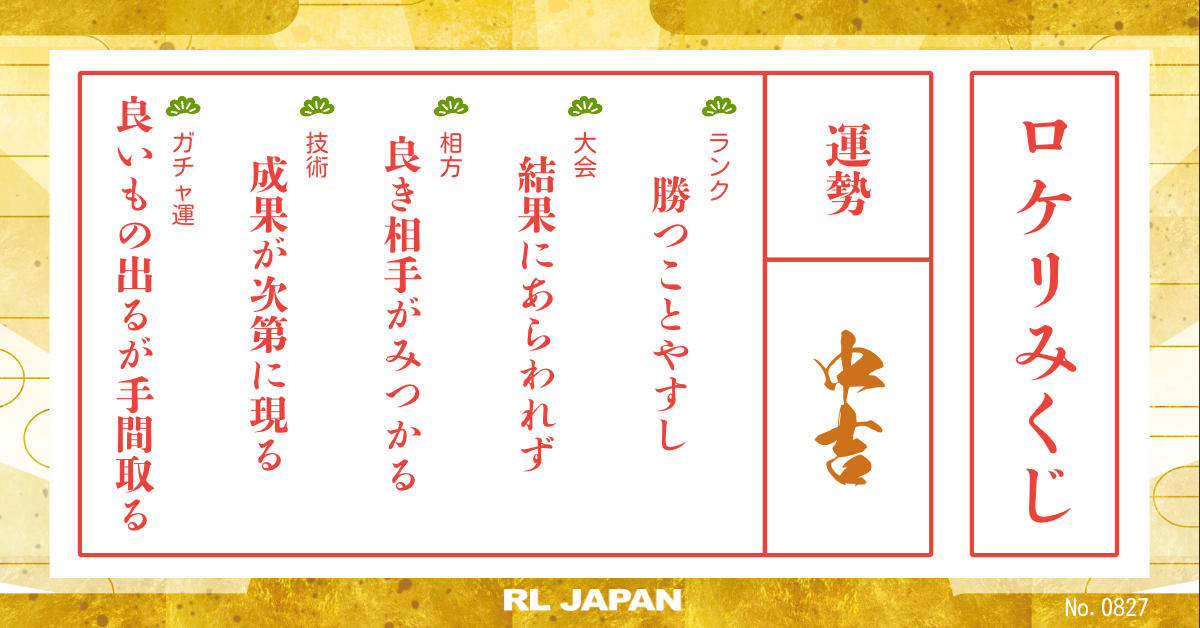 ロケリみくじ
運勢
中吉
ランク
勝つことやすし
大会
結果にあらわれず
相方
良き相手がみつかる
技術
成果が次第に現る
ガチャ運
良いもの出るが手間取る
RL JAPAN
No. 0827